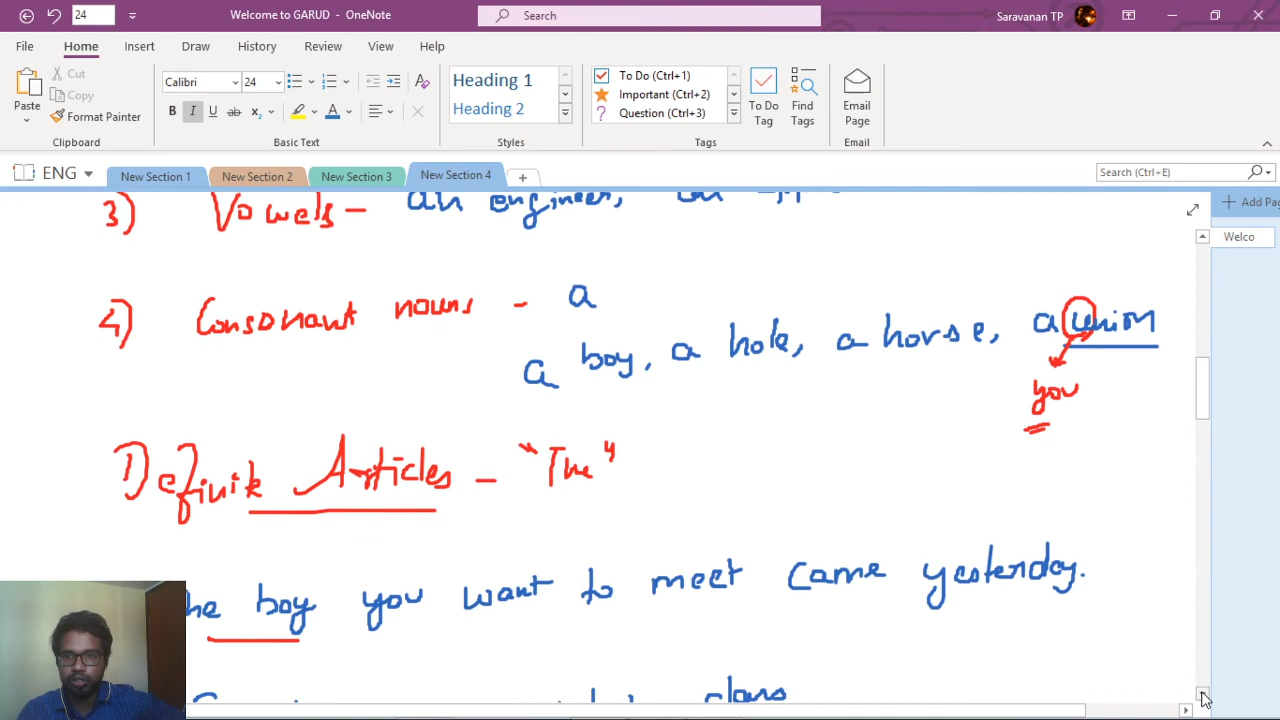 24
Welcome to GARUD - OneNote
Search
Saravanan TP
File Home Insert Draw History Review View Help
Paste
Cut
Copy
Format Painter
Clipboard
Calibri 24
B I U ab x₂ A
Basic Text
Heading 1
Heading 2
Styles
To Do (Ctrl+1)
Important (Ctrl+2)
Question (Ctrl+3)
To Do Tag
Find Tags
Tags
Email Page
Email
ENG
New Section 1 New Section 2 New Section 3 New Section 4
Search (Ctrl+E)
Add Pag
Welco
3) Vowels - an engineer,
4) Consonant nouns - a
a boy, a hole, a horse, a union
you
Definite Articles - "The"
he boy you want to meet came yesterday.
class